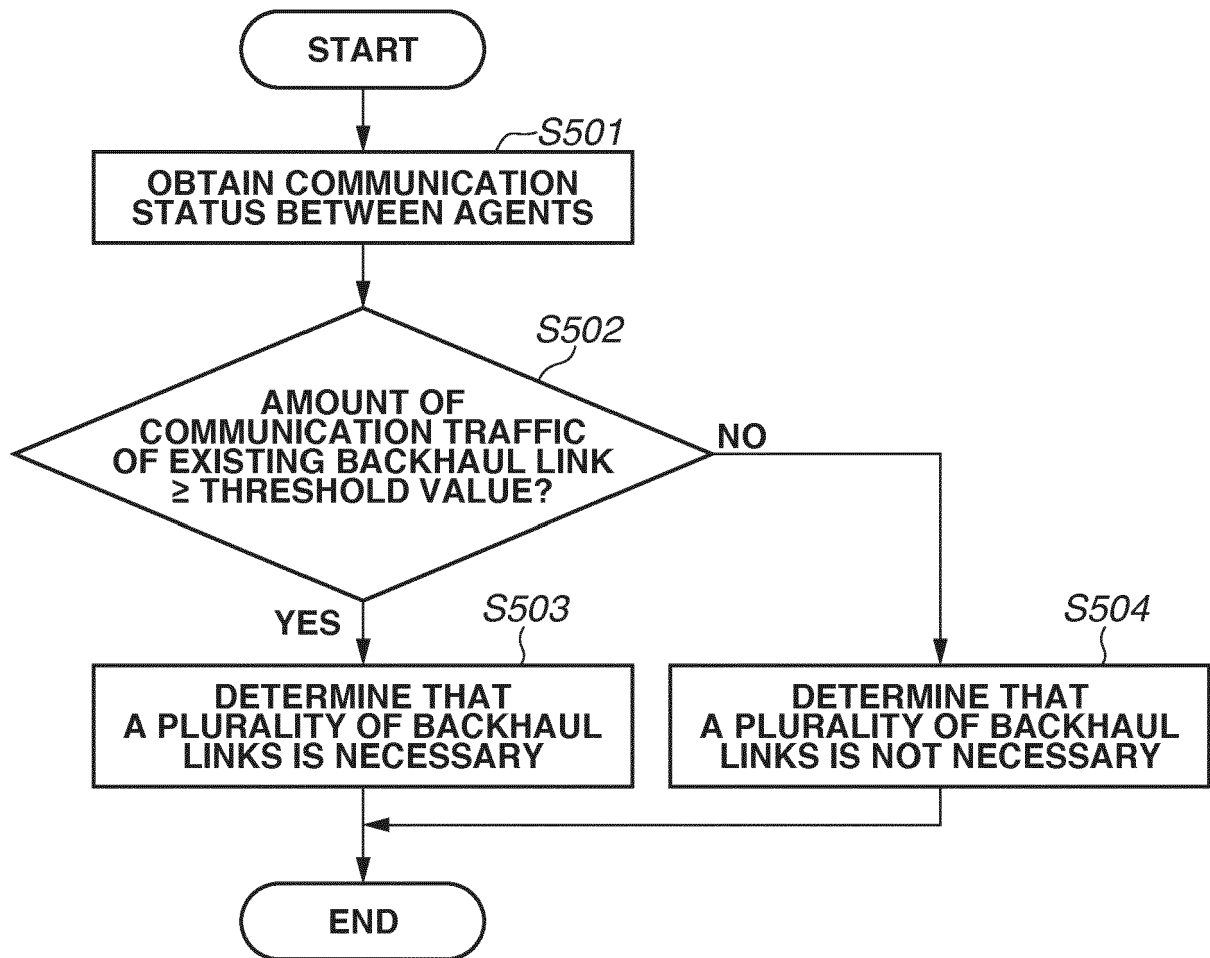 START
S501
OBTAIN COMMUNICATION
STATUS BETWEEN AGENTS
S502
AMOUNT OF
COMMUNICATION TRAFFIC
OF EXISTING BACKHAUL LINK
≥ THRESHOLD VALUE?
NO
YES
S503
DETERMINE THAT
A PLURALITY OF BACKHAUL
LINKS IS NECESSARY
S504
DETERMINE THAT
A PLURALITY OF BACKHAUL
LINKS IS NOT NECESSARY
END